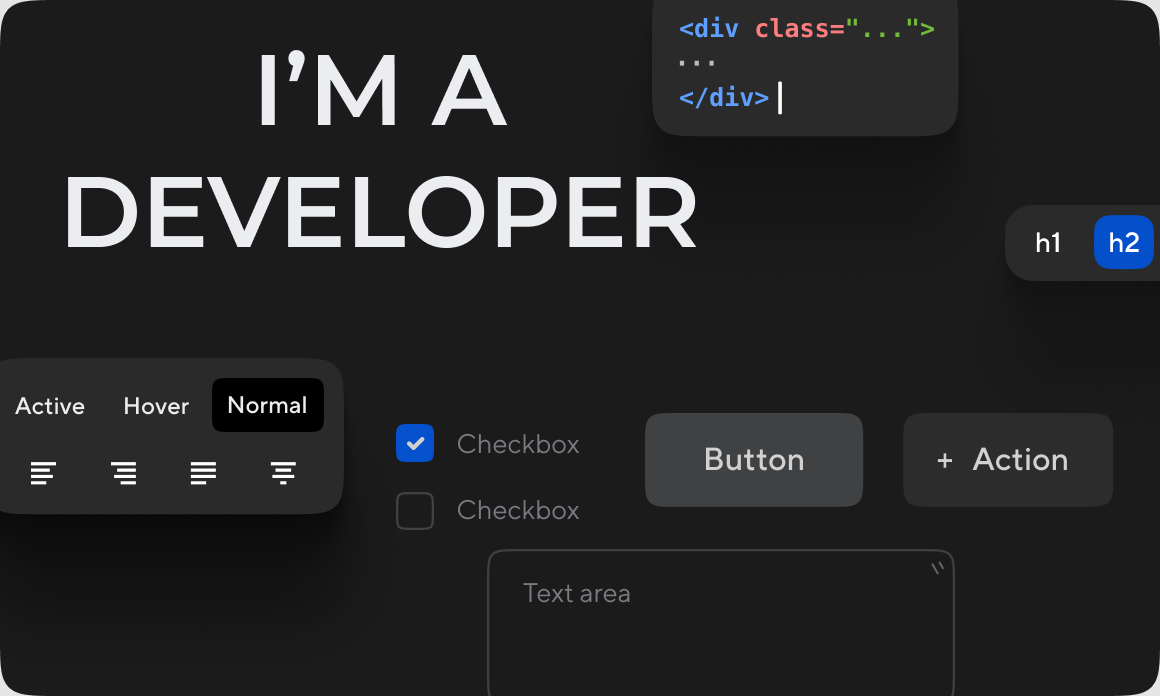 I’M A
DEVELOPER
<div class="...">
...
</div>
h1 h2
Active Hover Normal
Checkbox
Checkbox
Button
+ Action
Text area